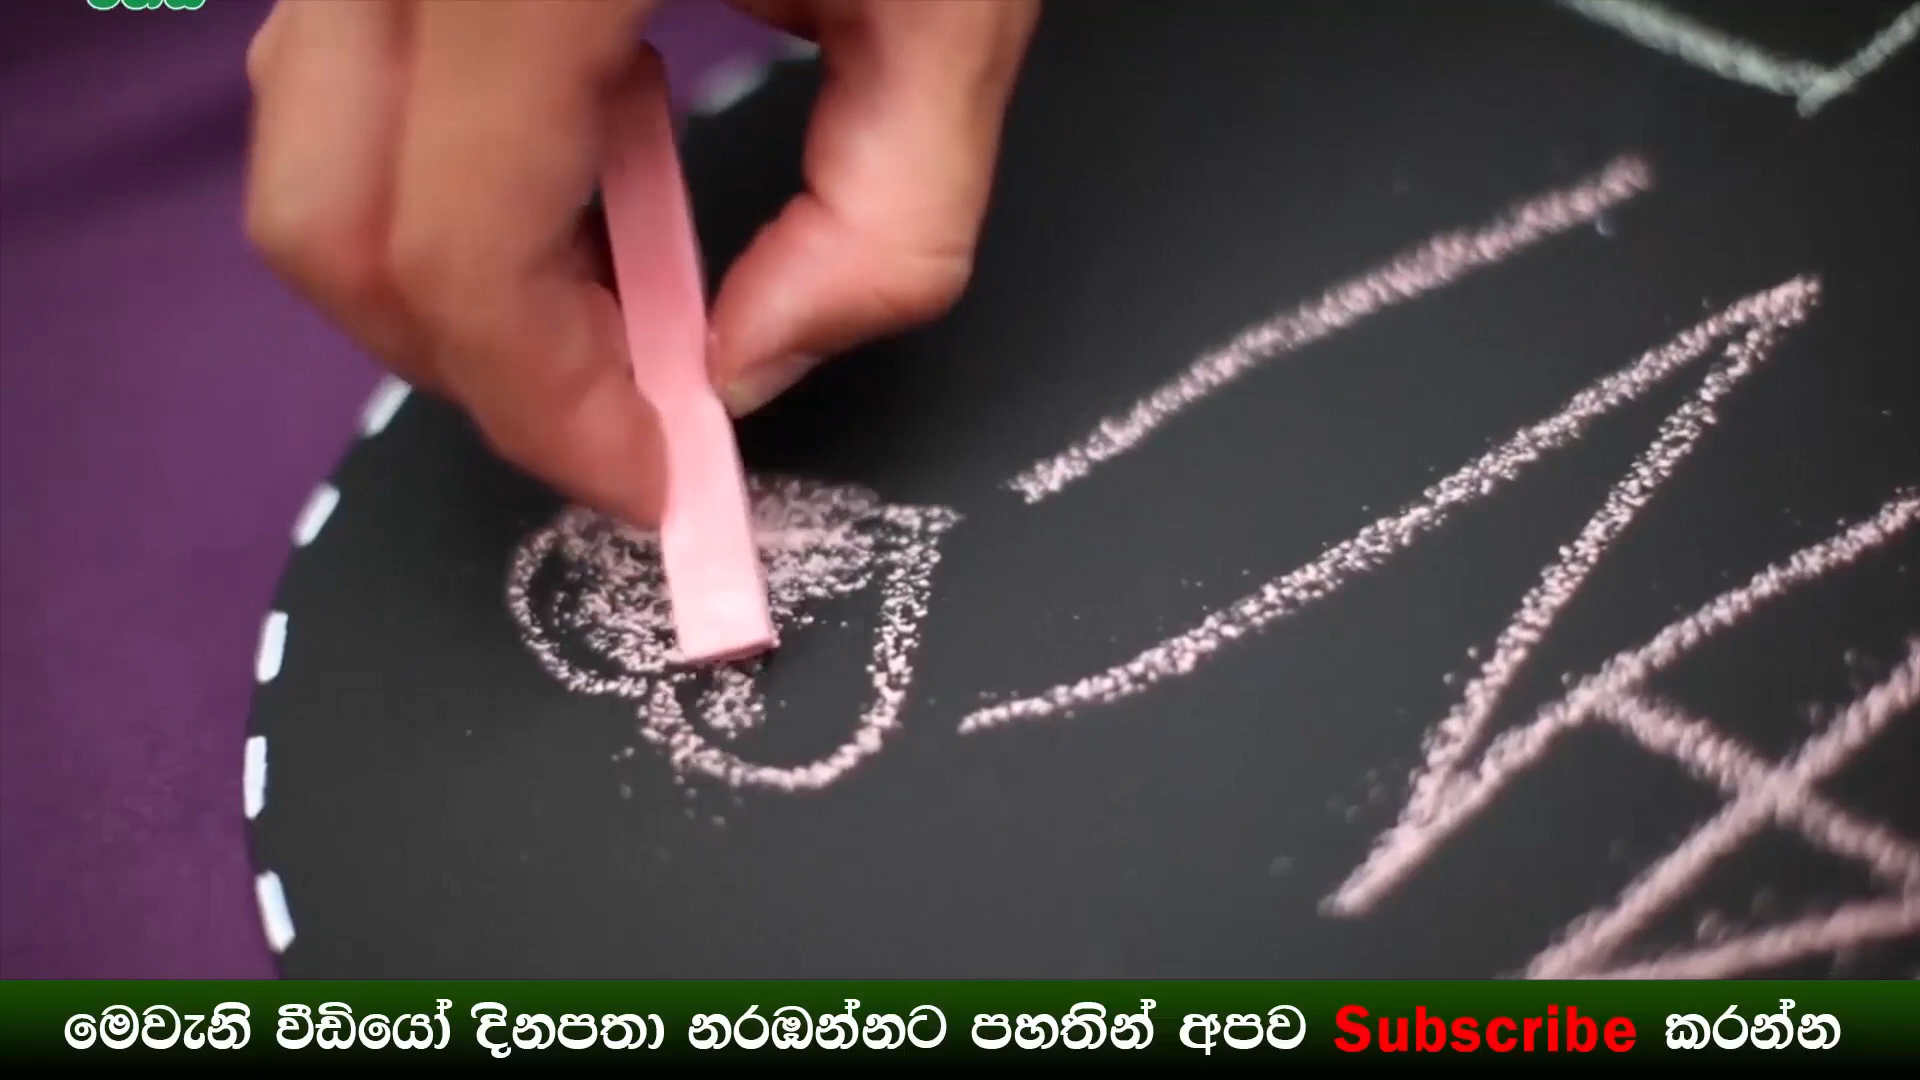 මෙවැනි වීඩියෝ දිනපතා නරඹන්නට පහතින් අපව Subscribe කරන්න